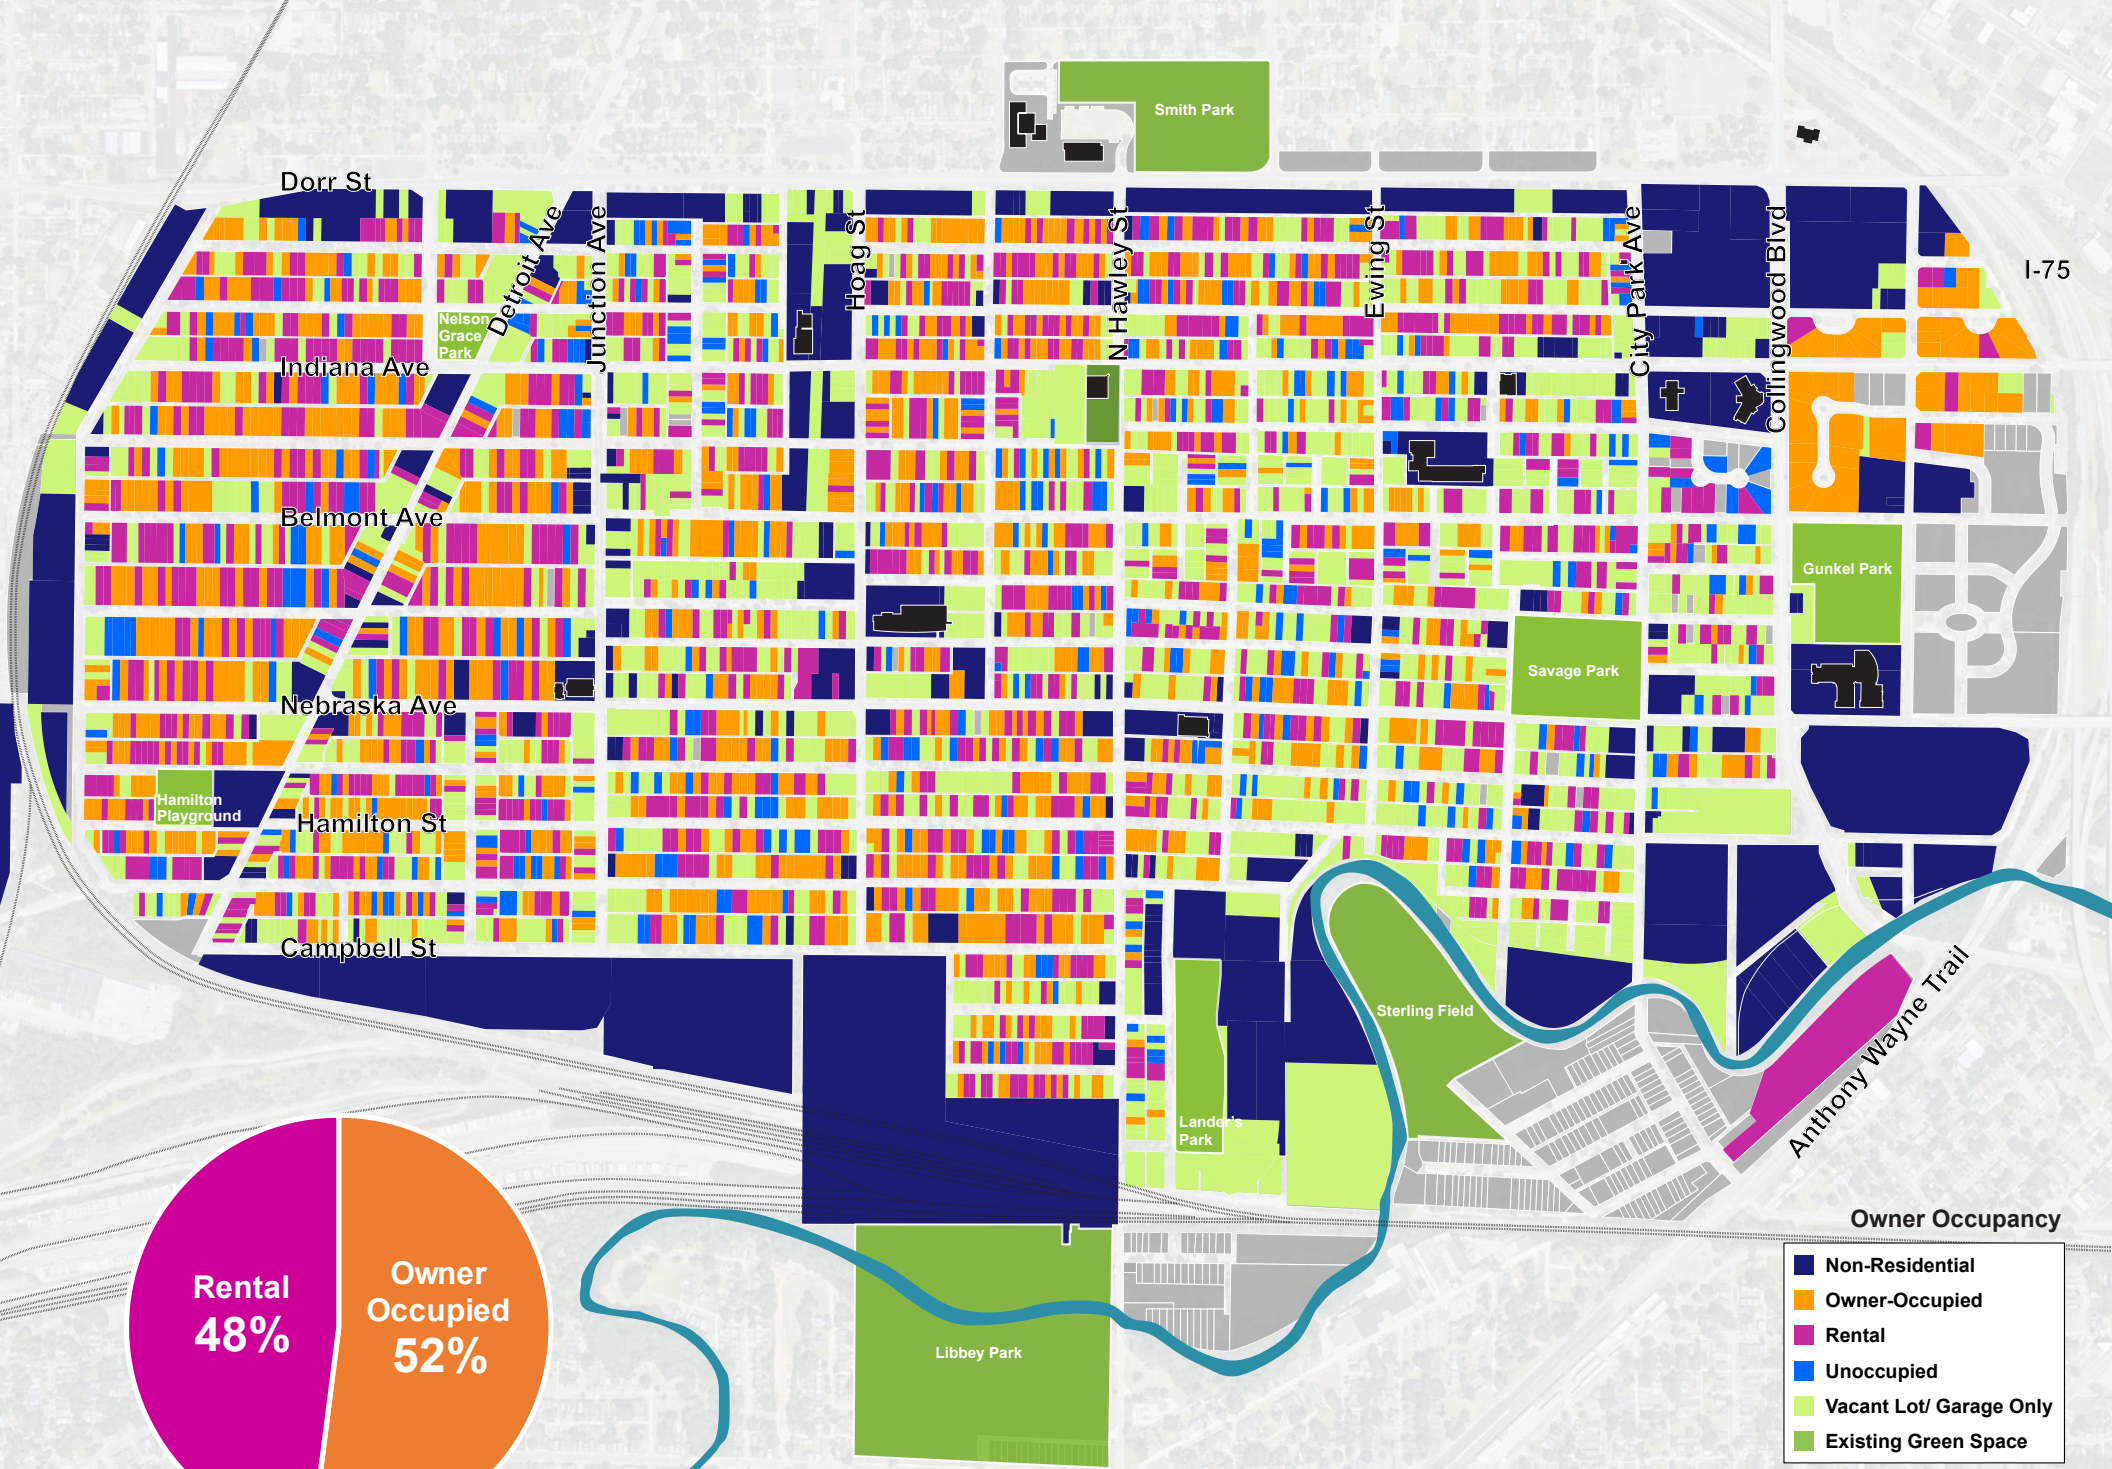 Smith Park
Dorr St
Detroit Ave
Junction Ave
Hoag St
N Hawley St
Ewing St
City Park Ave
Collingwood Blvd
I-75
Nelson
Grace
Park
Indiana Ave
Belmont Ave
Gunkel Park
Savage Park
Nebraska Ave
Hamilton
Playground
Hamilton St
Campbell St
Sterling Field
Anthony Wayne Trail
Lander's
Park
Libbey Park
Rental
48%
Owner
Occupied
52%
Owner Occupancy
Non-Residential
Owner-Occupied
Rental
Unoccupied
Vacant Lot/ Garage Only
Existing Green Space